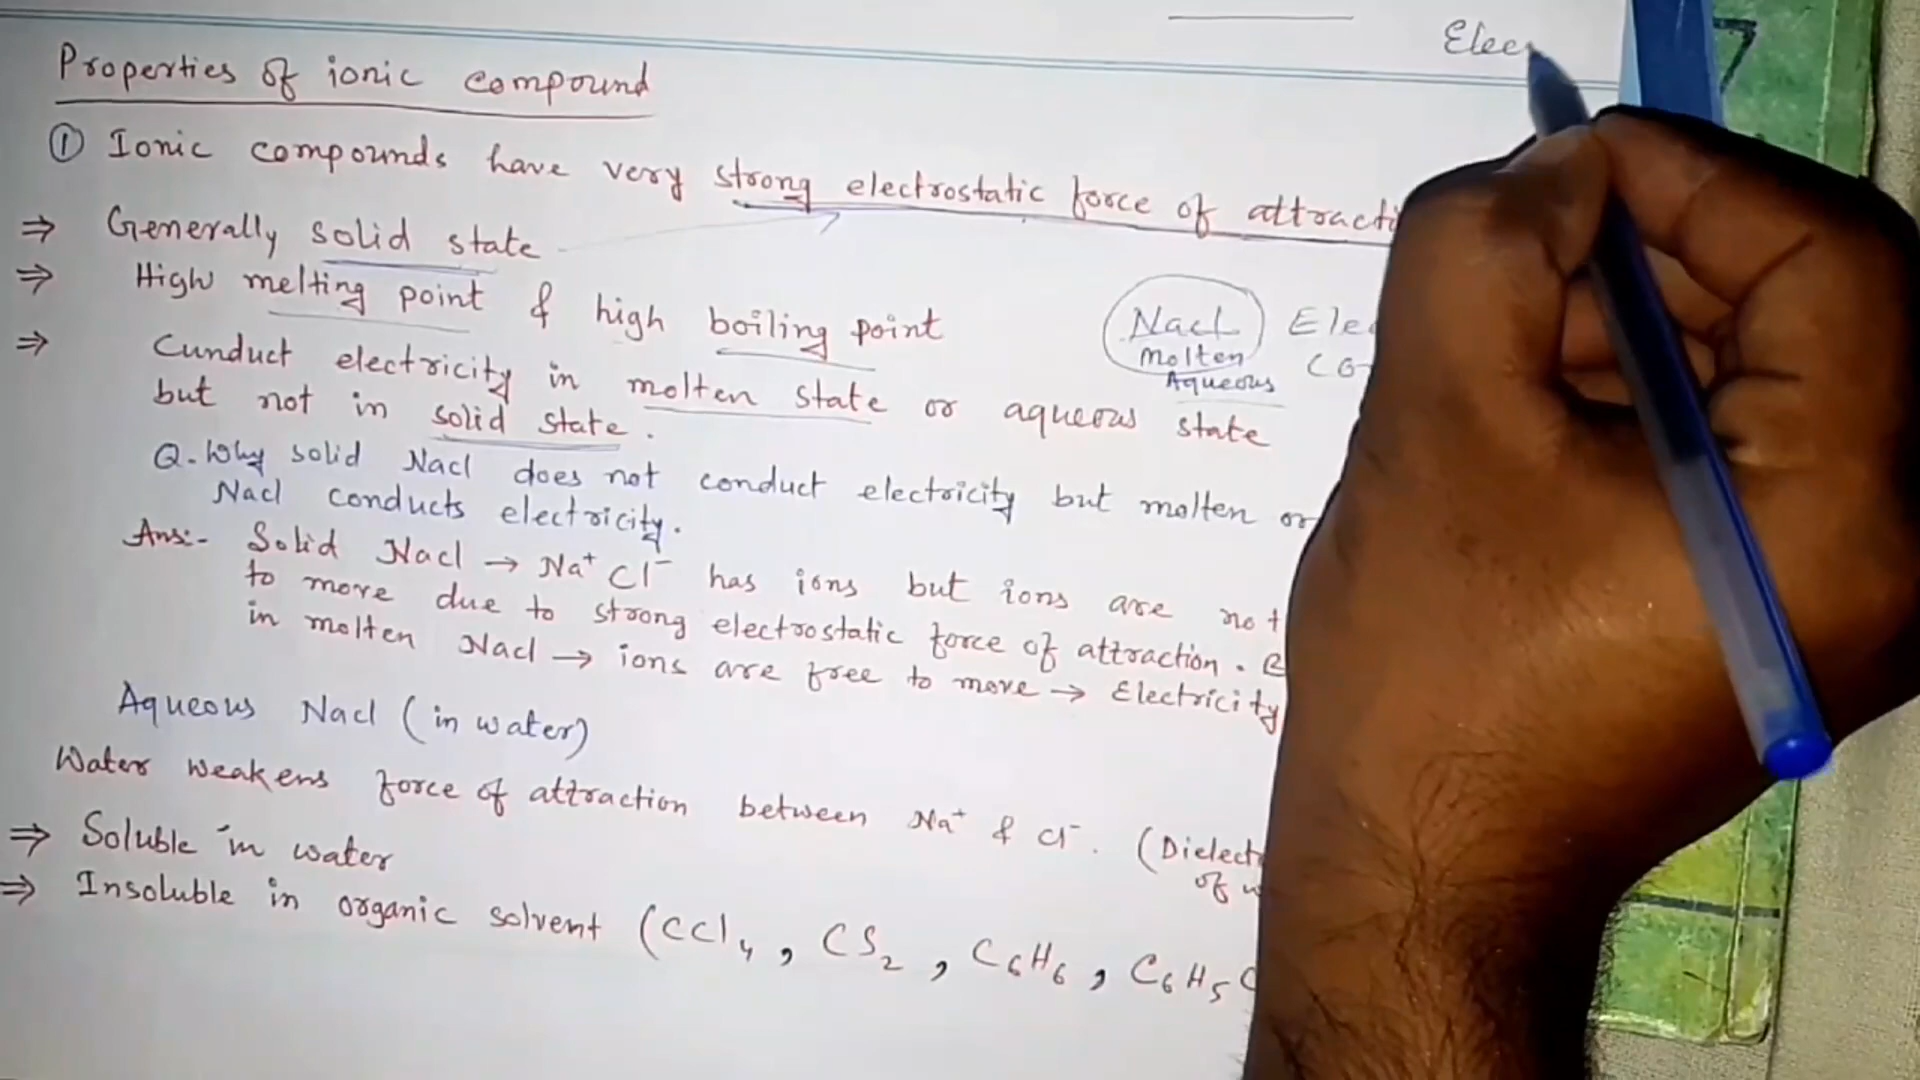 Elec
Properties of ionic compound
① Ionic compounds have very strong electrostatic force of attracti
⇒ Generally solid state
⇒ High melting point & high boiling point
Nacl Elec
molten
Aqueous
⇒ Cunduct electricity in molten state or aqueous state
but not in solid state.
Q. Why solid Nacl does not conduct electricity but molten or
Nacl conducts electricity.
Ans:- Solid Nacl → Na⁺ Cl⁻ has ions but ions are not
to move due to strong electrostatic force of attraction.
in molten Nacl → ions are free to move → Electricity
Aqueous Nacl (in water)
Water weakens force of attraction between Na⁺ & Cl⁻. (Dielect
of
⇒ Soluble in water
⇒ Insoluble in organic solvent (CCl₄, CS₂, C₆H₆, C₆H₅C